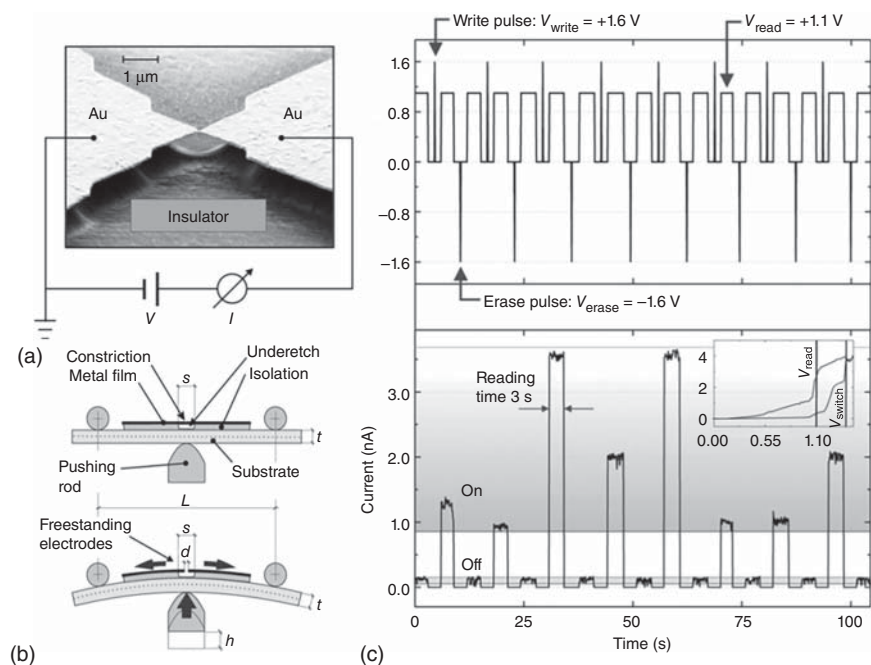 (a)
1 µm
Au
Au
Insulator
V
I
(b)
Constriction
Metal film
s
Underetch
Isolation
t
Pushing
rod
Substrate
L
Freestanding
electrodes
s
d
t
h
(c)
Write pulse: Vwrite = +1.6 V
Vread = +1.1 V
1.6
0.8
0.0
−0.8
−1.6
Erase pulse: Verase = −1.6 V
Current (nA)
3.0
2.0
1.0
0.0
Reading
time 3 s
On
Off
4
2
0
0.00
0.55
1.10
Vread
Vswitch
0
25
50
75
100
Time (s)